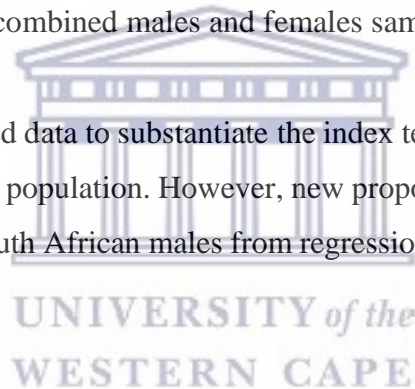 combined males and females sam
d data to substantiate the index te
population. However, new propo
uth African males from regressio
UNIVERSITY of the
WESTERN CAPE